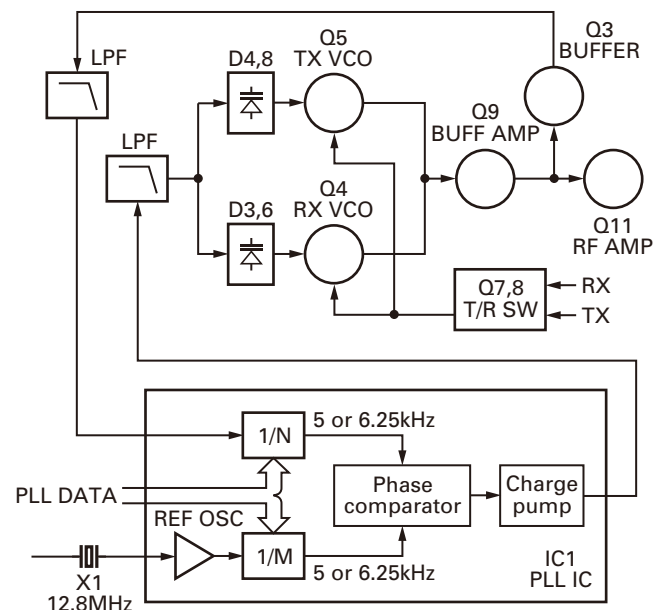 Q3
BUFFER
Q5
TX VCO
LPF
D4,8
Q9
BUFF AMP
LPF
Q4
RX VCO
D3,6
Q11
RF AMP
Q7,8
T/R SW
RX
TX
1/N
5 or 6.25kHz
PLL DATA
Phase
comparator
Charge
pump
REF OSC
1/M
5 or 6.25kHz
X1
12.8MHz
IC1
PLL IC